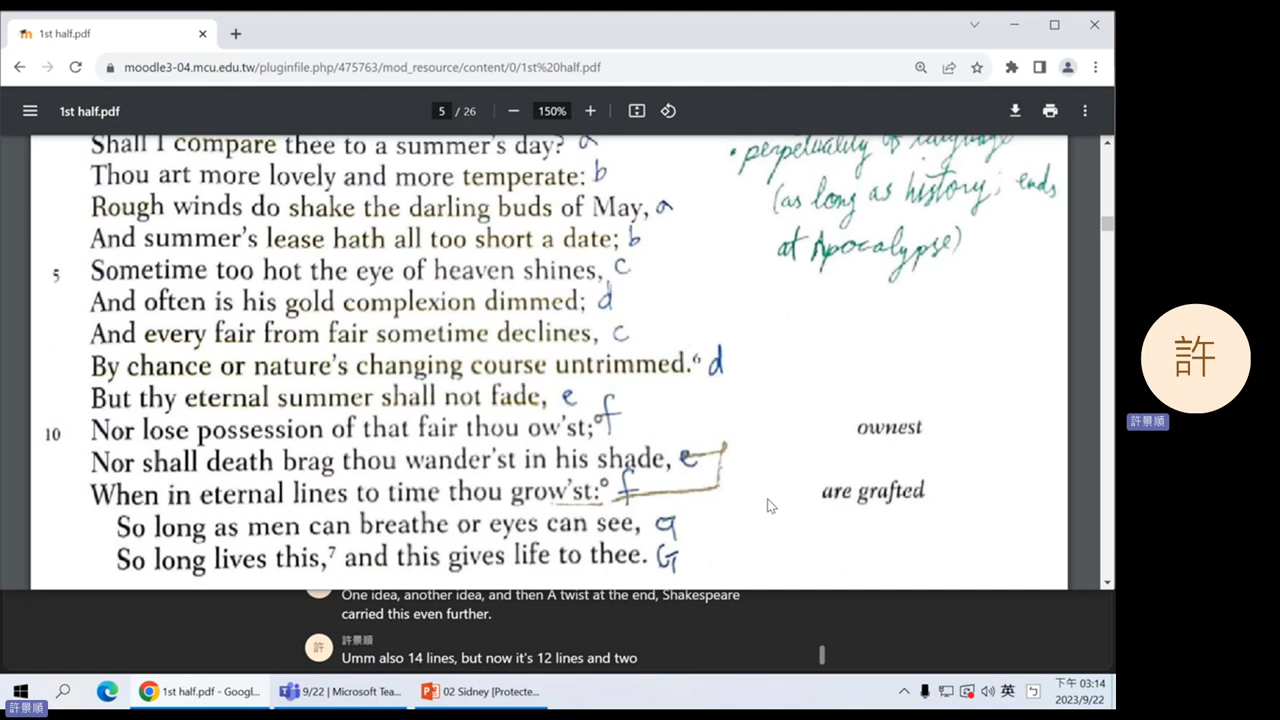 1st half.pdf
moodle3-04.mcu.edu.tw/pluginfile.php/475763/mod_resource/content/0/1st%20half.pdf
1st half.pdf
5 / 26
150%
Shall I compare thee to a summer's day? a
Thou art more lovely and more temperate: b
Rough winds do shake the darling buds of May, a
And summer's lease hath all too short a date; b
5 Sometime too hot the eye of heaven shines, c
And often is his gold complexion dimmed; d
And every fair from fair sometime declines, c
By chance or nature's changing course untrimmed.⁶ d
But thy eternal summer shall not fade, e
10 Nor lose possession of that fair thou ow'st;° f ownest
Nor shall death brag thou wander'st in his shade, e
When in eternal lines to time thou grow'st:° f are grafted
So long as men can breathe or eyes can see, g
So long lives this,⁷ and this gives life to thee. G
• perpetuality of language
(as long as history; ends
at Apocalypse)
One idea, another idea, and then A twist at the end, Shakespeare
carried this even further.
許
許景順
Umm also 14 lines, but now it's 12 lines and two
許
許景順
1st half.pdf - Googl...
9/22 | Microsoft Tea...
02 Sidney [Protecte...
英
下午 03:14
2023/9/22
許景順